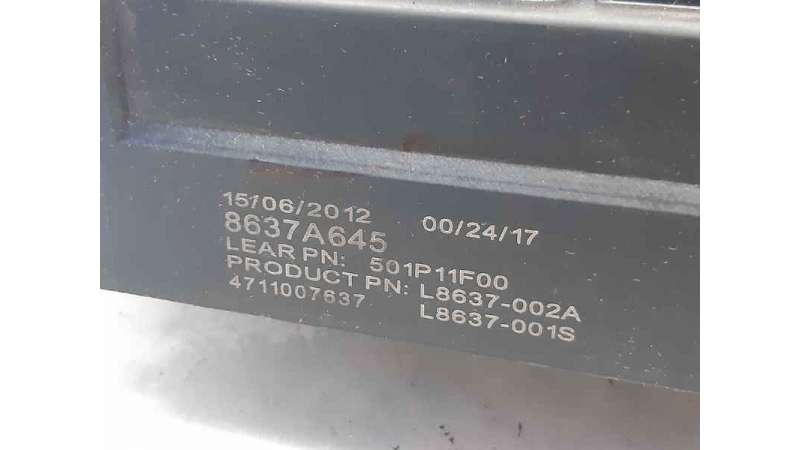 15/06/2012 00/24/17
8637A645
LEAR PN: 501P11F00
PRODUCT PN: L8637-002A
4711007637 L8637-001S